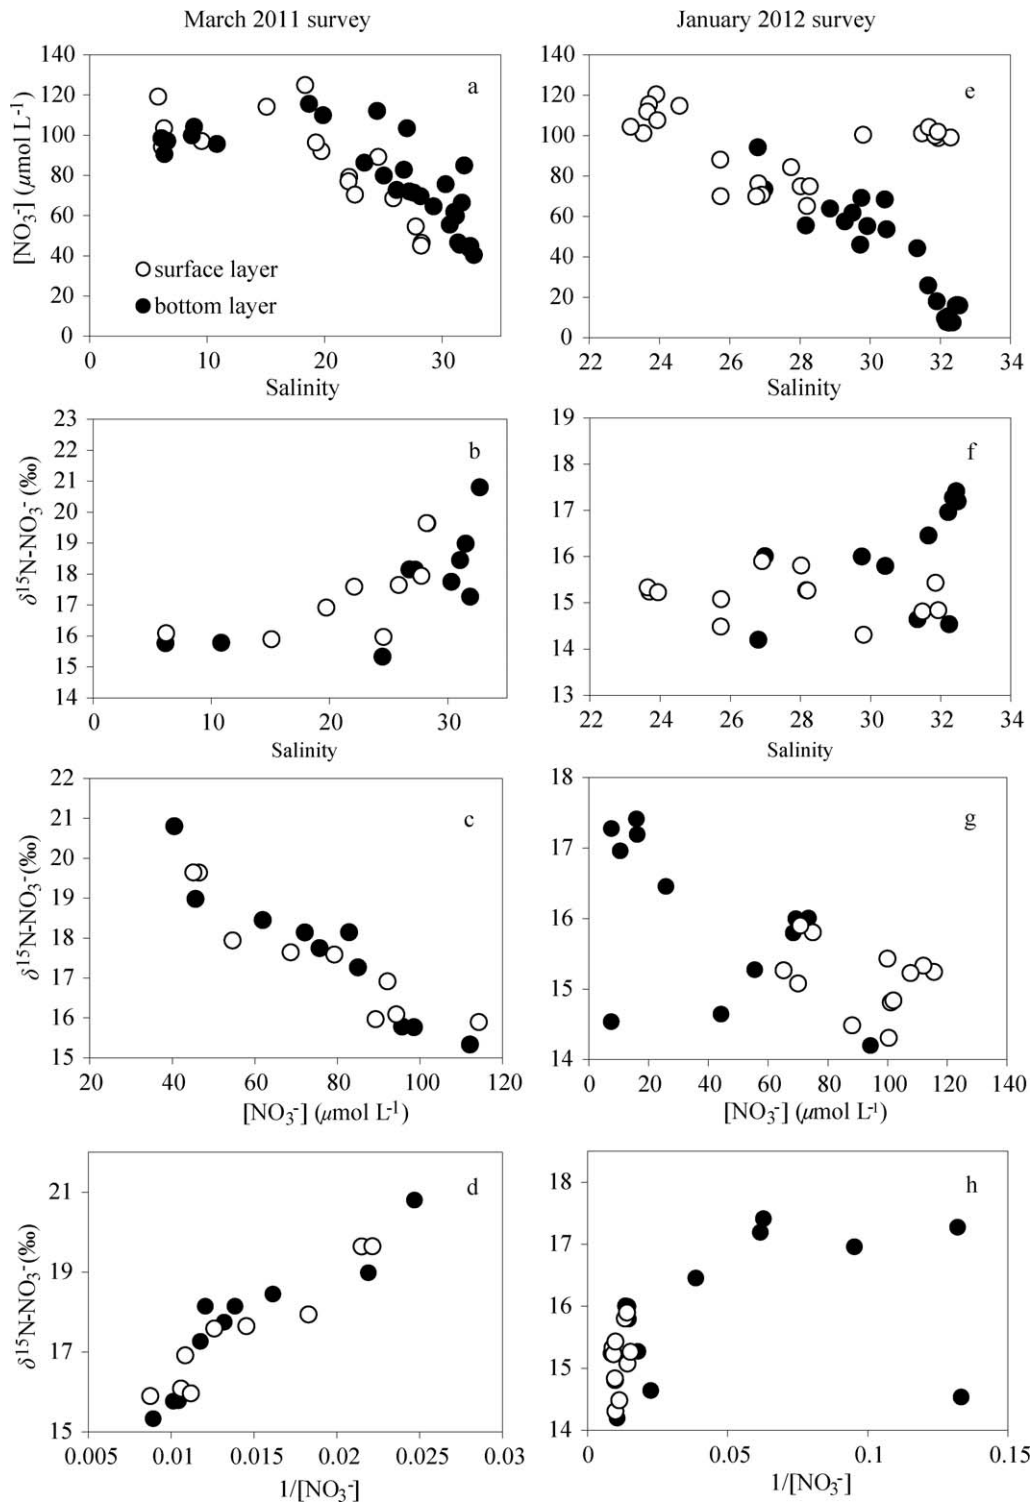 March 2011 survey
January 2012 survey
140
120
100
80
60
40
20
0
[NO₃⁻] (µmol L⁻¹)
a
surface layer
bottom layer
0 10 20 30
Salinity
140
120
100
80
60
40
20
0
e
22 24 26 28 30 32 34
Salinity
23
22
21
20
19
18
17
16
15
14
δ¹⁵N-NO₃⁻ (‰)
b
0 10 20 30
Salinity
19
18
17
16
15
14
13
f
22 24 26 28 30 32 34
Salinity
22
21
20
19
18
17
16
15
δ¹⁵N-NO₃⁻ (‰)
c
20 40 60 80 100 120
[NO₃⁻] (µmol L⁻¹)
18
17
16
15
14
g
0 20 40 60 80 100 120 140
[NO₃⁻] (µmol L⁻¹)
21
19
17
15
δ¹⁵N-NO₃⁻ (‰)
d
0.005 0.01 0.015 0.02 0.025 0.03
1/[NO₃⁻]
18
17
16
15
14
h
0 0.05 0.1 0.15
1/[NO₃⁻]